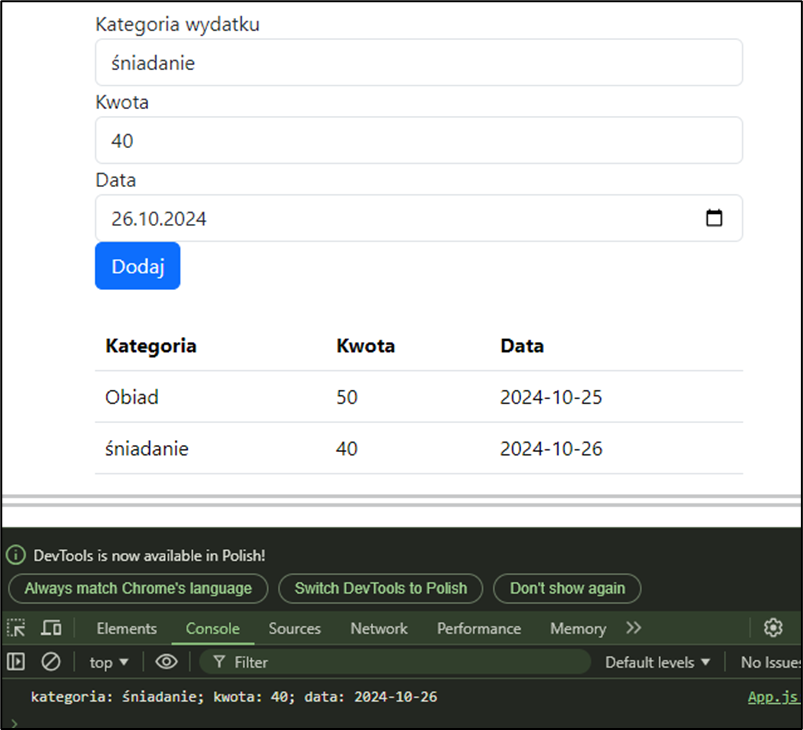 Kategoria wydatku
śniadanie
Kwota
40
Data
26.10.2024
Dodaj
Kategoria Kwota Data
Obiad 50 2024-10-25
śniadanie 40 2024-10-26
DevTools is now available in Polish!
Always match Chrome's language Switch DevTools to Polish Don't show again
Elements Console Sources Network Performance Memory
top Filter Default levels No Issues
kategoria: śniadanie; kwota: 40; data: 2024-10-26 App.js